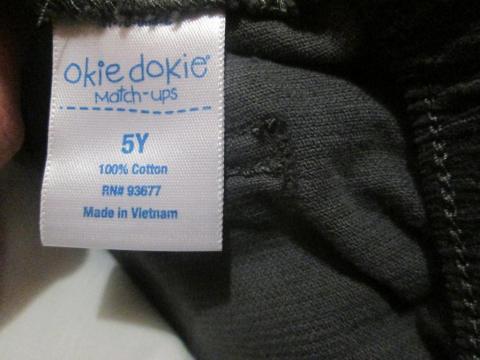 okie dokie®
Match-ups
5Y
100% Cotton
RN# 93677
Made in Vietnam